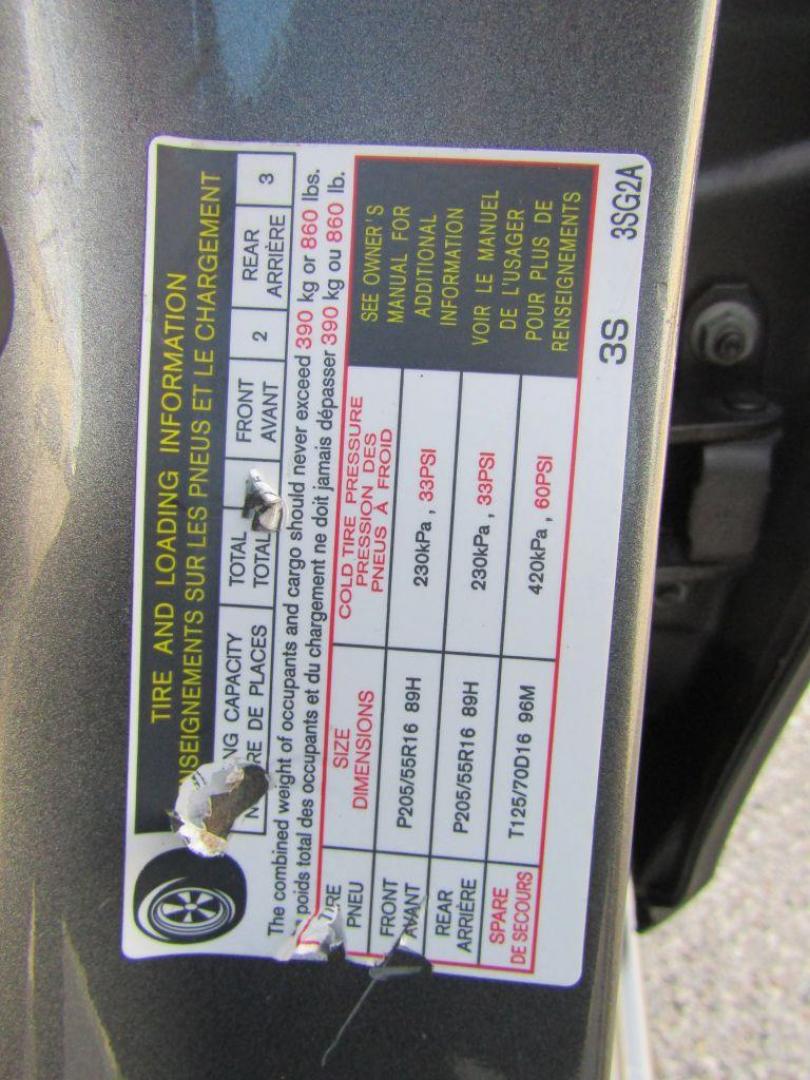 TIRE AND LOADING INFORMATION
NSEIGNEMENTS SUR LES PNEUS ET LE CHARGEMENT
NG CAPACITY
RE DE PLACES
TOTAL
TOTAL
FRONT
AVANT
2
REAR
ARRIÈRE
3
The combined weight of occupants and cargo should never exceed 390 kg or 860 lbs.
poids total des occupants et du chargement ne doit jamais dépasser 390 kg ou 860 lb.
PNEU
SIZE
DIMENSIONS
COLD TIRE PRESSURE
PRESSION DES
PNEUS À FROID
FRONT
AVANT
P205/55R16 89H
230kPa, 33PSI
REAR
ARRIÈRE
P205/55R16 89H
230kPa, 33PSI
SPARE
DE SECOURS
T125/70D16 96M
420kPa, 60PSI
SEE OWNER'S
MANUAL FOR
ADDITIONAL
INFORMATION
VOIR LE MANUEL
DE L'USAGER
POUR PLUS DE
RENSEIGNEMENTS
3S 3SG2A